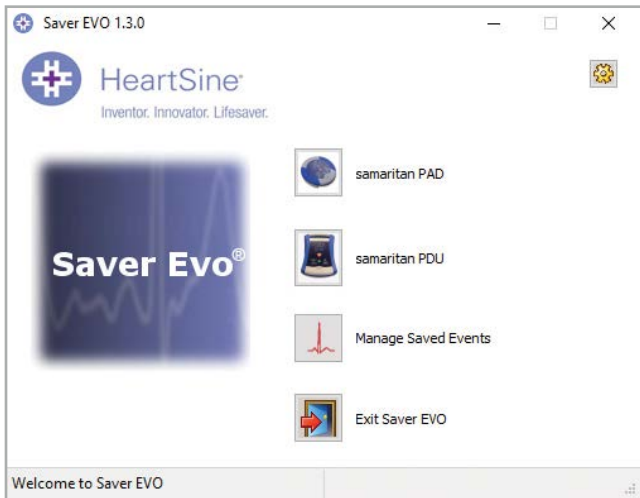 Saver EVO 1.3.0
HeartSine®
Inventor. Innovator. Lifesaver.
Saver Evo®
samaritan PAD
samaritan PDU
Manage Saved Events
Exit Saver EVO
Welcome to Saver EVO